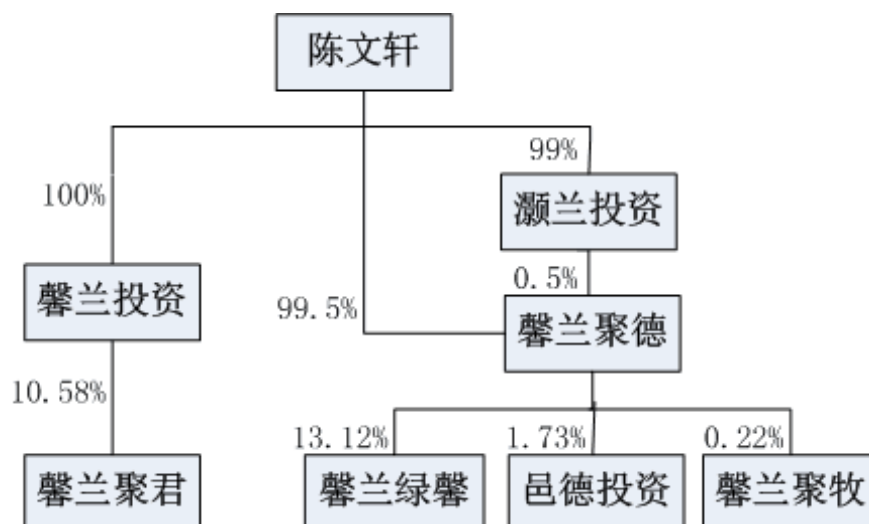 陈文轩
99%
100%
灏兰投资
馨兰投资
0.5%
99.5%
馨兰聚德
10.58%
13.12%
1.73%
0.22%
馨兰聚君
馨兰绿馨
邑德投资
馨兰聚牧